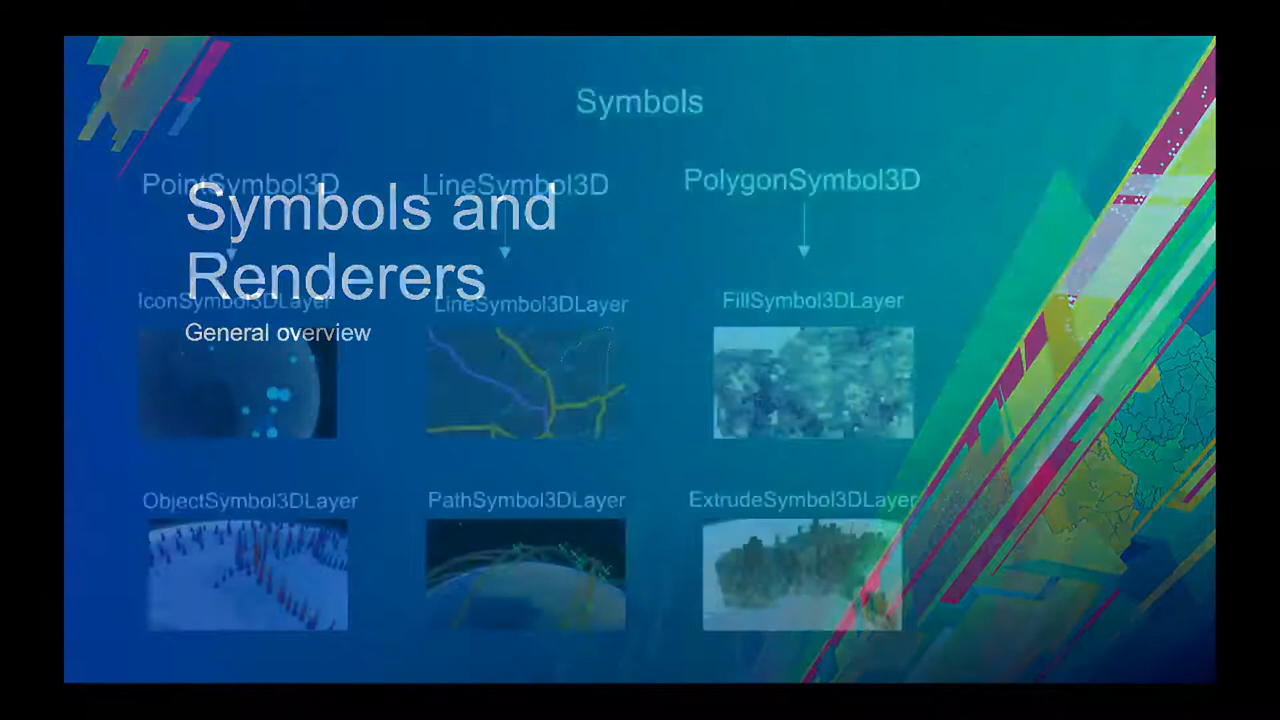 Symbols
PointSymbol3D
LineSymbol3D
PolygonSymbol3D
Symbols and
Renderers
General overview
IconSymbol3DLayer
LineSymbol3DLayer
FillSymbol3DLayer
ObjectSymbol3DLayer
PathSymbol3DLayer
ExtrudeSymbol3DLayer